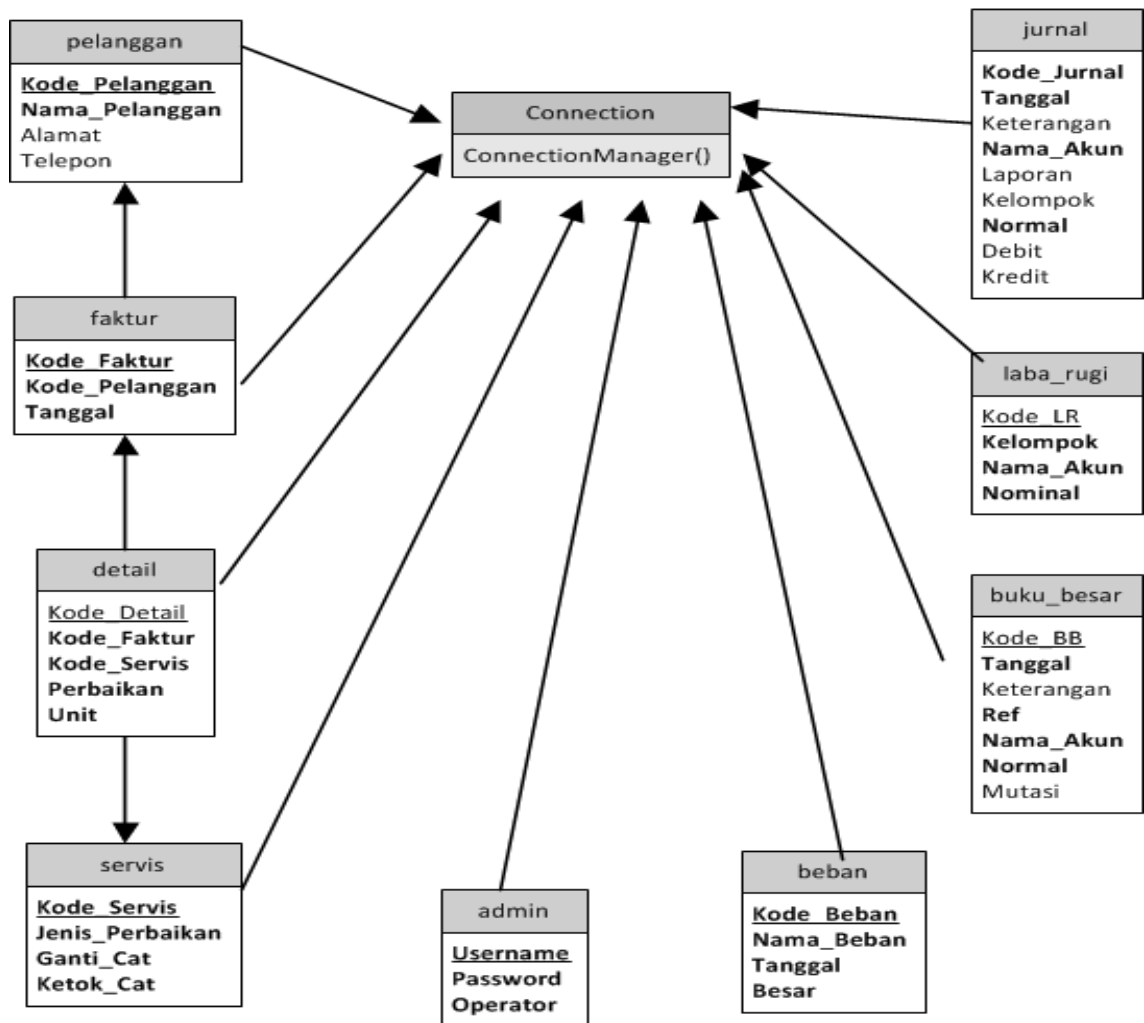 pelanggan
Kode_Pelanggan
Nama_Pelanggan
Alamat
Telepon
Connection
ConnectionManager()
jurnal
Kode_Jurnal
Tanggal
Keterangan
Nama_Akun
Laporan
Kelompok
Normal
Debit
Kredit
faktur
Kode_Faktur
Kode_Pelanggan
Tanggal
laba_rugi
Kode_LR
Kelompok
Nama_Akun
Nominal
detail
Kode_Detail
Kode_Faktur
Kode_Servis
Perbaikan
Unit
buku_besar
Kode_BB
Tanggal
Keterangan
Ref
Nama_Akun
Normal
Mutasi
servis
Kode_Servis
Jenis_Perbaikan
Ganti_Cat
Ketok_Cat
admin
Username
Password
Operator
beban
Kode_Beban
Nama_Beban
Tanggal
Besar